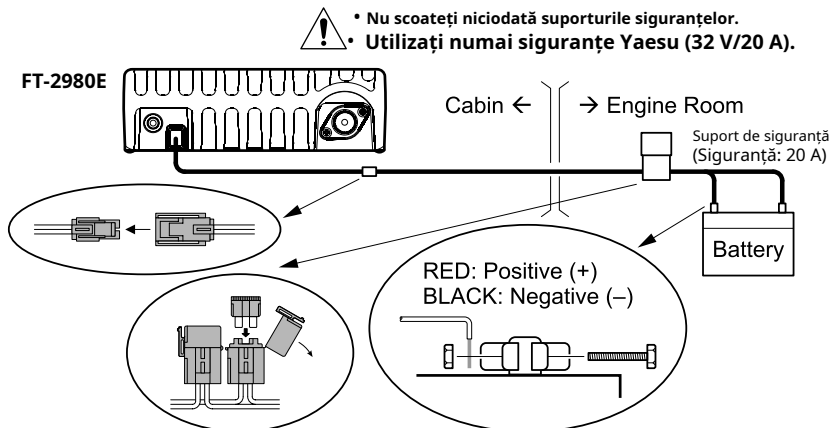 • Nu scoateți niciodată suporturile siguranțelor.
• Utilizați numai siguranțe Yaesu (32 V/20 A).
FT-2980E
Cabin ← → Engine Room
Suport de siguranță
(Siguranță: 20 A)
Battery
RED: Positive (+)
BLACK: Negative (–)